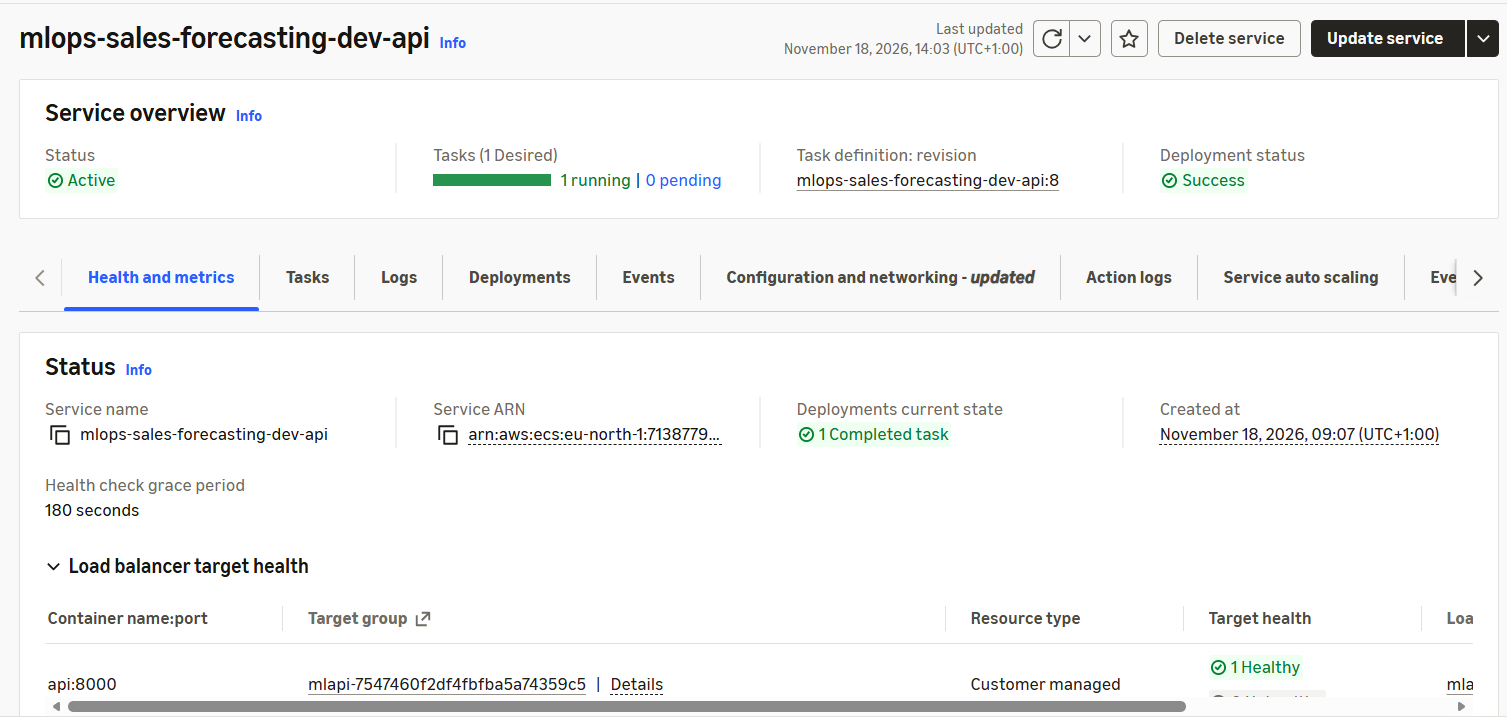 mlops-sales-forecasting-dev-api Info
Last updated
November 18, 2026, 14:03 (UTC+1:00)
Delete service
Update service
Service overview Info
Status
Active
Tasks (1 Desired)
1 running | 0 pending
Task definition: revision
mlops-sales-forecasting-dev-api:8
Deployment status
Success
Health and metrics
Tasks
Logs
Deployments
Events
Configuration and networking - updated
Action logs
Service auto scaling
Eve
Status Info
Service name
mlops-sales-forecasting-dev-api
Service ARN
arn:aws:ecs:eu-north-1:7138779...
Deployments current state
1 Completed task
Created at
November 18, 2026, 09:07 (UTC+1:00)
Health check grace period
180 seconds
Load balancer target health
Container name:port
Target group
Resource type
Target health
Loa
api:8000
mlapi-7547460f2df4fbfba5a74359c5 | Details
Customer managed
1 Healthy
mla